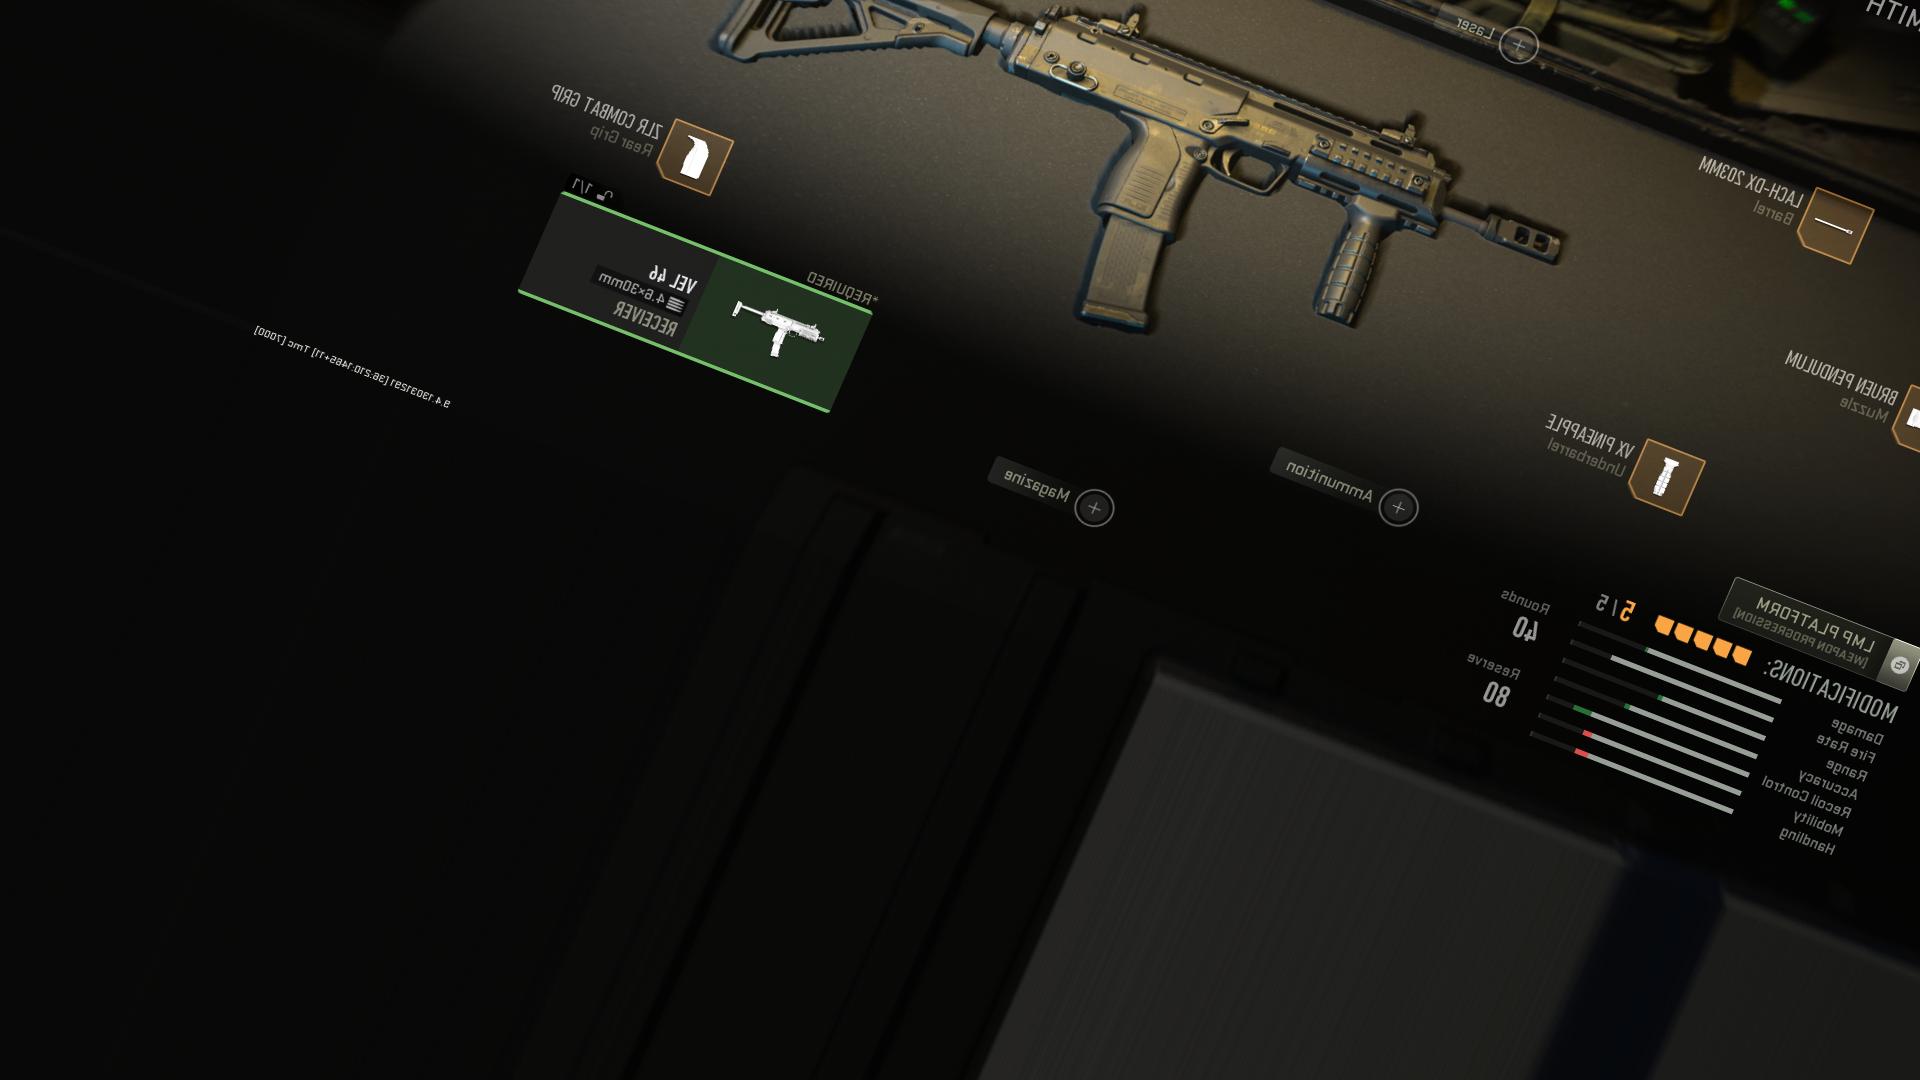 Laser
ZLR COMBAT GRIP
Rear Grip
LACH-DX 203MM
Barrel
1/1
*REQUIRED
VEL 46
4.6×30mm
RECEIVER
BRUEN PENDULUM
Muzzle
VX PINEAPPLE
Underbarrel
Magazine
Ammunition
LMP PLATFORM
[WEAPON PROGRESSION]
MODIFICATIONS:
5 / 5
Damage
Fire Rate
Range
Accuracy
Recoil Control
Mobility
Handling
Rounds
40
Reserve
80